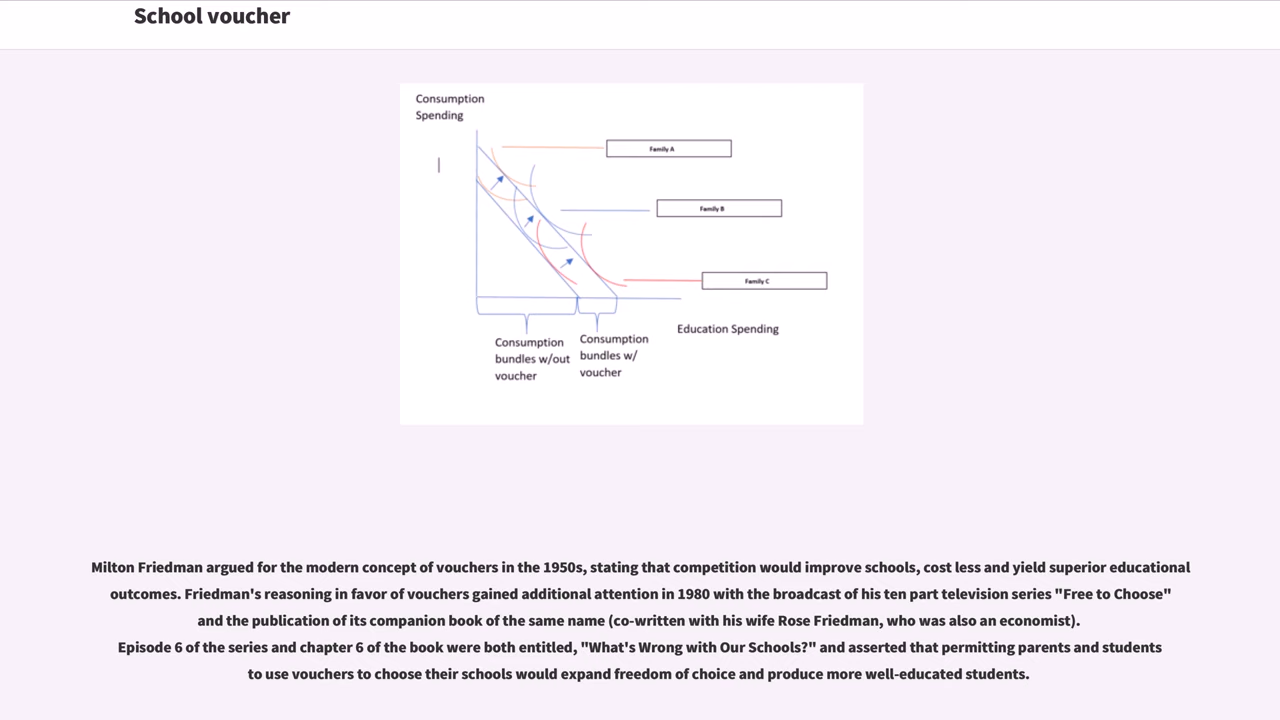 School voucher
Consumption
Spending
Family A
Family B
Family C
Education Spending
Consumption
bundles w/out
voucher
Consumption
bundles w/
voucher
Milton Friedman argued for the modern concept of vouchers in the 1950s, stating that competition would improve schools, cost less and yield superior educational
outcomes. Friedman's reasoning in favor of vouchers gained additional attention in 1980 with the broadcast of his ten part television series "Free to Choose"
and the publication of its companion book of the same name (co-written with his wife Rose Friedman, who was also an economist).
Episode 6 of the series and chapter 6 of the book were both entitled, "What's Wrong with Our Schools?" and asserted that permitting parents and students
to use vouchers to choose their schools would expand freedom of choice and produce more well-educated students.